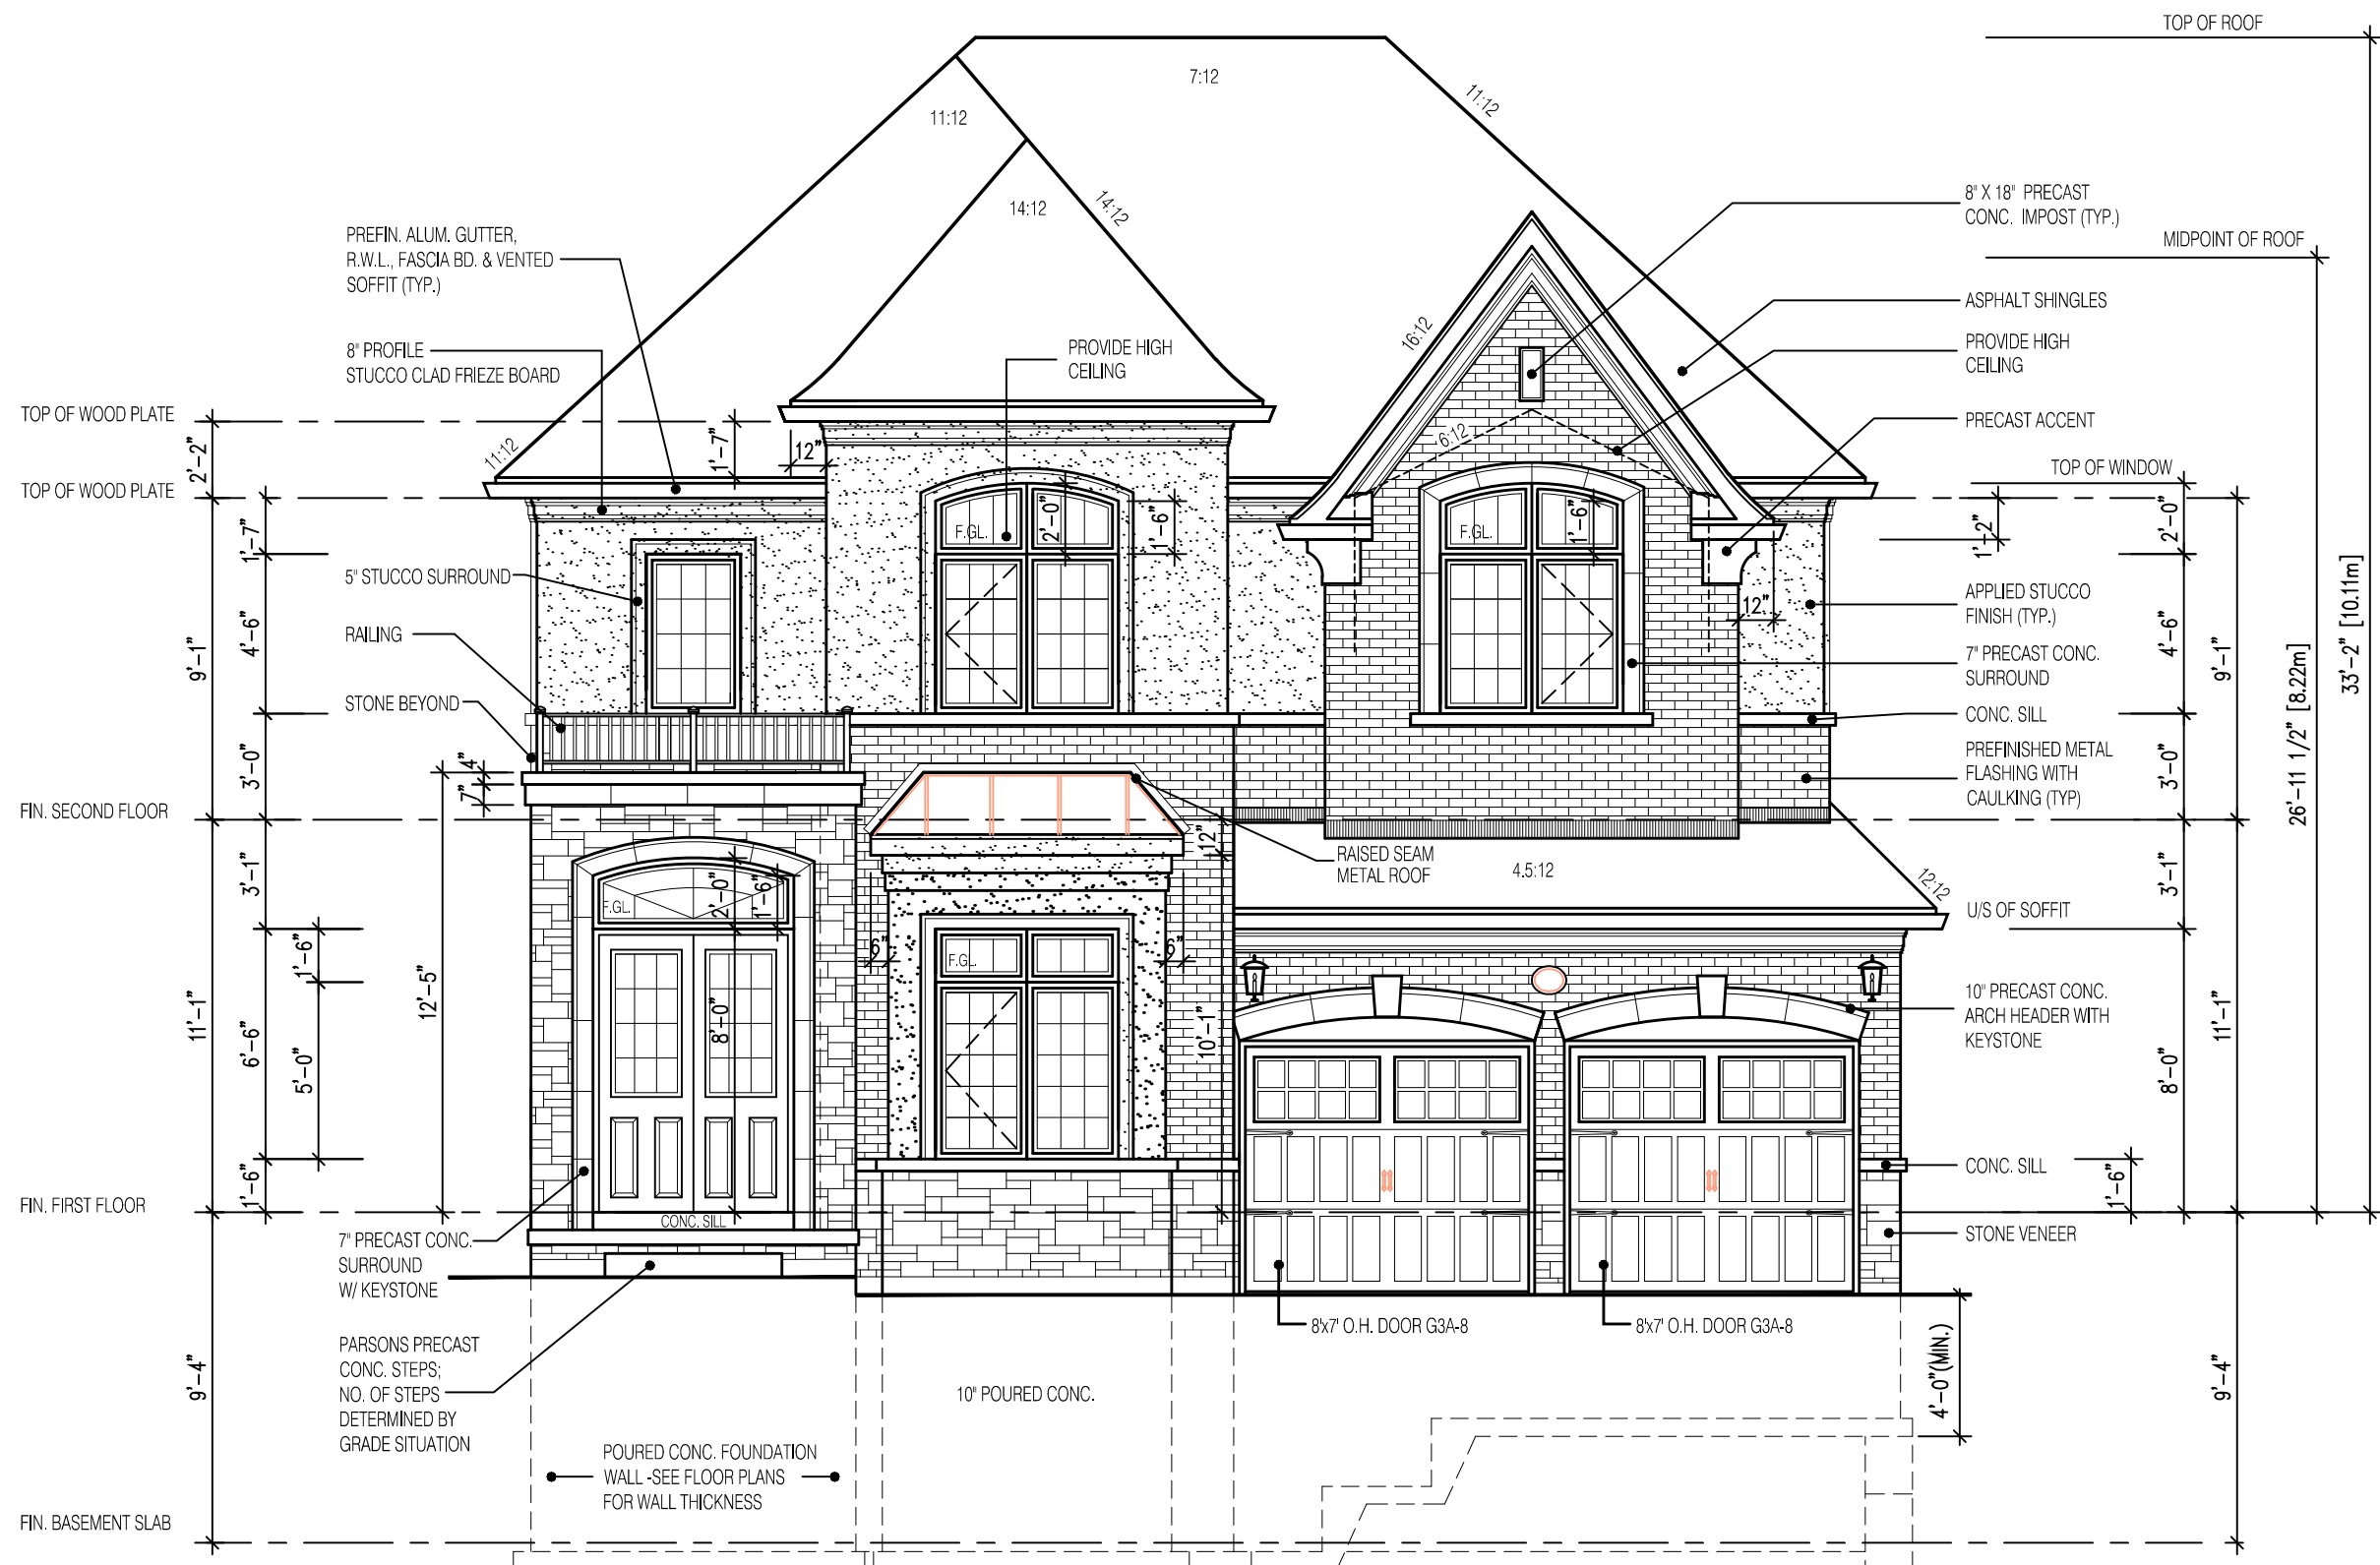 TOP OF ROOF
7:12
11:12
11:12
8" X 18" PRECAST
CONC. IMPOST (TYP.)
14:12
14:12
PREFIN. ALUM. GUTTER,
R.W.L., FASCIA BD. & VENTED
SOFFIT (TYP.)
MIDPOINT OF ROOF
ASPHALT SHINGLES
16:12
8" PROFILE
STUCCO CLAD FRIEZE BOARD
PROVIDE HIGH
CEILING
PROVIDE HIGH
CEILING
TOP OF WOOD PLATE
PRECAST ACCENT
2'-2"
11:12
1'-7"
12"
6:12
TOP OF WINDOW
TOP OF WOOD PLATE
1'-7"
F.GL.
2'-0"
1'-6"
F.GL.
1'-6"
1'-2"
2'-0"
5" STUCCO SURROUND
APPLIED STUCCO
FINISH (TYP.)
12"
RAILING
4'-6"
9'-1"
4'-6"
9'-1"
33'-2" [10.11m]
7" PRECAST CONC.
SURROUND
STONE BEYOND
CONC. SILL
3'-0"
4"
7"
PREFINISHED METAL
FLASHING WITH
CAULKING (TYP)
3'-0"
26'-11 1/2" [8.22m]
FIN. SECOND FLOOR
12"
RAISED SEAM
METAL ROOF
4.5:12
12:12
3'-1"
3'-1"
F.GL.
2'-0"
1'-6"
U/S OF SOFFIT
1'-6"
6"
F.GL.
6"
12'-5"
11'-1"
6'-6"
5'-0"
8'-0"
10'-1"
10" PRECAST CONC.
ARCH HEADER WITH
KEYSTONE
8'-0"
11'-1"
CONC. SILL
1'-6"
1'-6"
FIN. FIRST FLOOR
CONC. SILL
7" PRECAST CONC.
SURROUND
W/ KEYSTONE
STONE VENEER
8'x7' O.H. DOOR G3A-8
8'x7' O.H. DOOR G3A-8
PARSONS PRECAST
CONC. STEPS;
NO. OF STEPS
DETERMINED BY
GRADE SITUATION
9'-4"
10" POURED CONC.
4'-0"(MIN.)
9'-4"
POURED CONC. FOUNDATION
WALL -SEE FLOOR PLANS
FOR WALL THICKNESS
FIN. BASEMENT SLAB